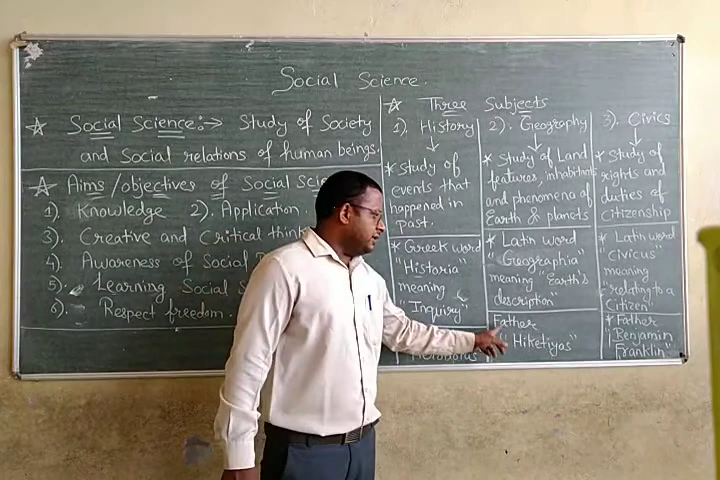 Social Science.
☆ Social Science:→ Study of Society
and Social relations of human beings.
☆ Aims/objectives of Social
1). Knowledge 2). Application.
3). Creative and Critical
4). Awareness of Social
5). Learning Social
6). Respect freedom.
☆ Three Subjects
1). History
* Study of
events that
happened in
past.
* Greek word
"Historia"
meaning
"Inquiry"
2). Geography
* Study of Land
features, inhabitants
and phenomena of
Earth & planets
* Latin word
"Geographia"
meaning "Earth's
description
Father
"Hiketiyas"
3). Civics
* Study of
rights and
duties of
citizenship
* Latin word
"Civicus"
meaning
"relating to a
Citizen"
* Father
"Benjamin
Franklin"